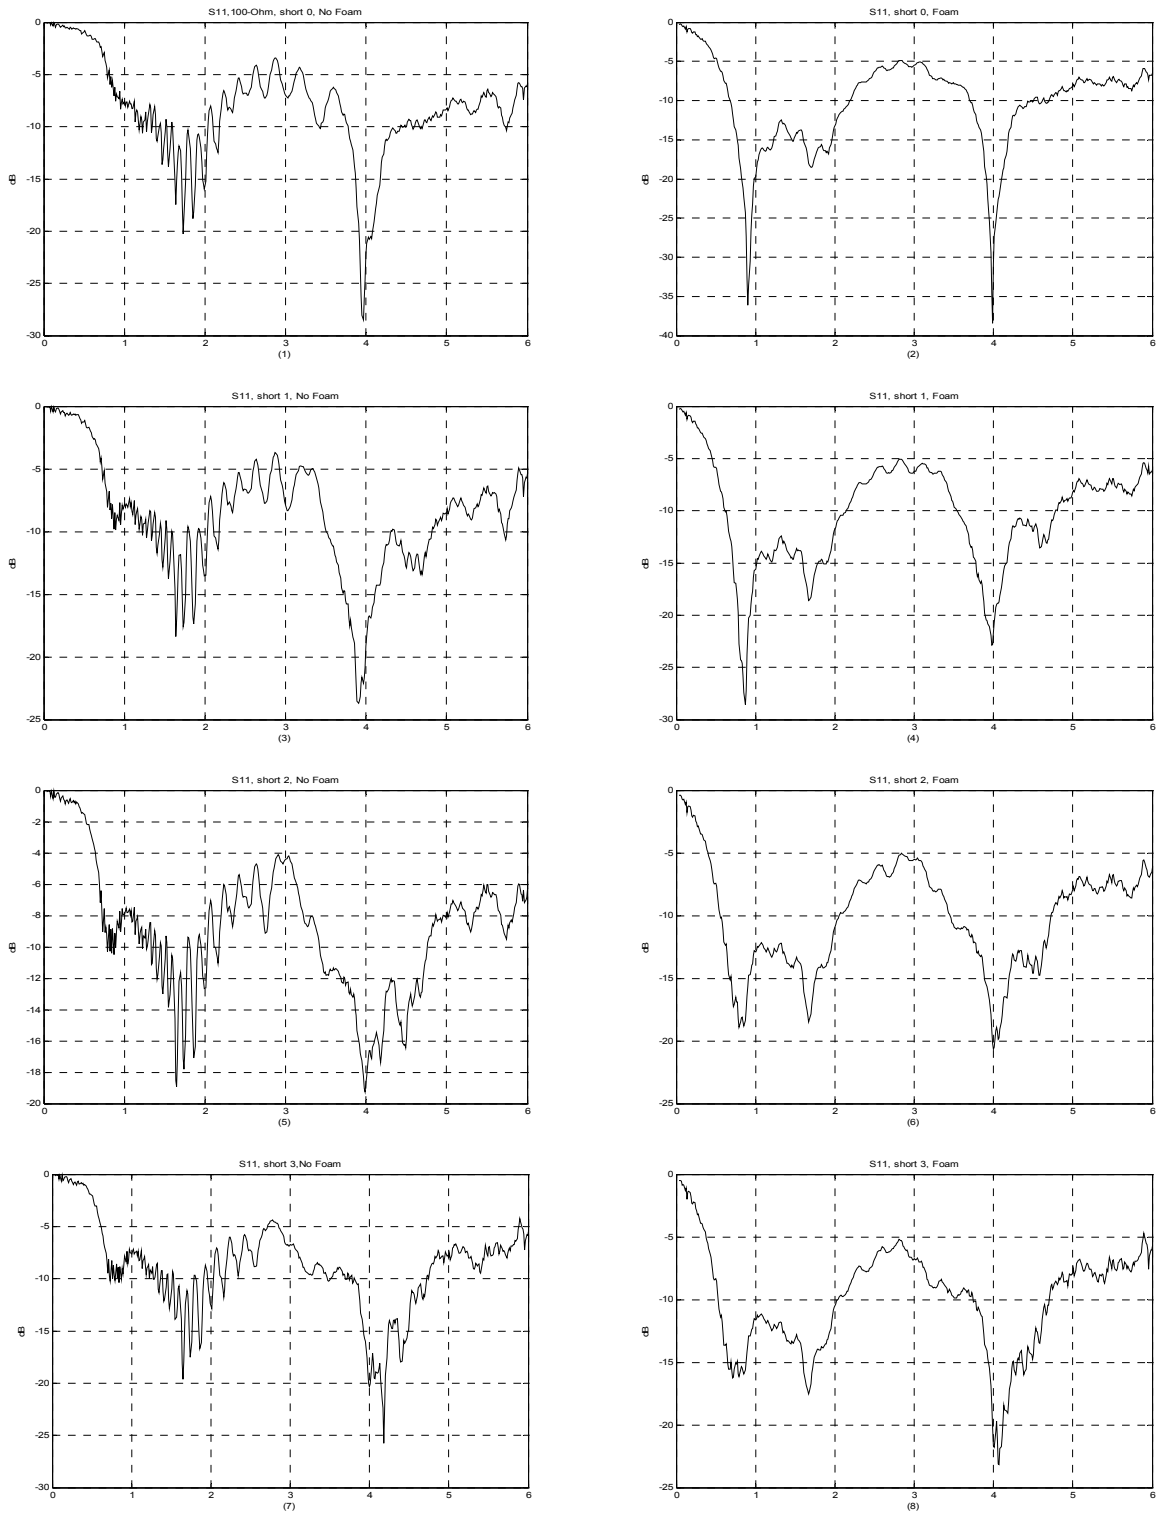 S11,100-Ohm, short 0, No Foam
0
-5
-10
-15
-20
-25
-30
dB
0 1 2 3 4 5 6
(1)
S11, short 0, Foam
0
-5
-10
-15
-20
-25
-30
-35
-40
dB
0 1 2 3 4 5 6
(2)
S11, short 1, No Foam
0
-5
-10
-15
-20
-25
dB
0 1 2 3 4 5 6
(3)
S11, short 1, Foam
0
-5
-10
-15
-20
-25
-30
dB
0 1 2 3 4 5 6
(4)
S11, short 2, No Foam
0
-2
-4
-6
-8
-10
-12
-14
-16
-18
-20
dB
0 1 2 3 4 5 6
(5)
S11, short 2, Foam
0
-5
-10
-15
-20
-25
dB
0 1 2 3 4 5 6
(6)
S11, short 3,No Foam
0
-5
-10
-15
-20
-25
-30
dB
0 1 2 3 4 5 6
(7)
S11, short 3, Foam
0
-5
-10
-15
-20
-25
dB
0 1 2 3 4 5 6
(8)